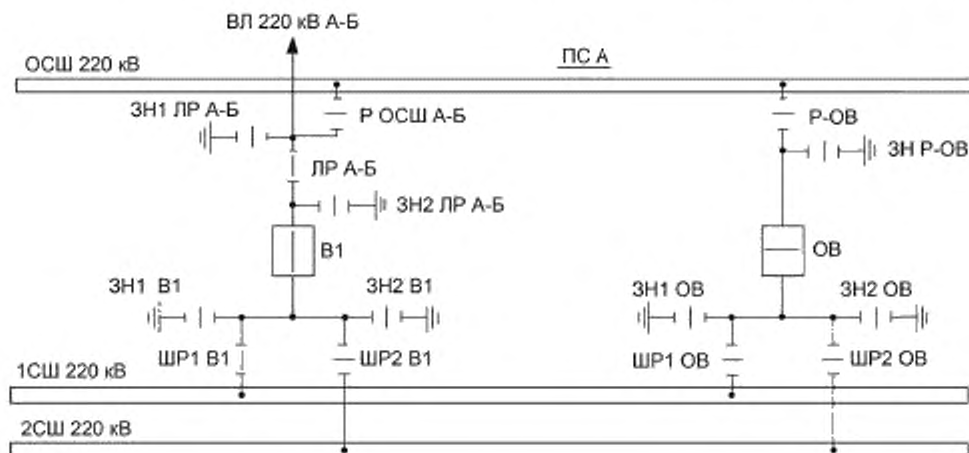 ВЛ 220 кВ А-Б
ПС А
ОСШ 220 кВ
ЗН1 ЛР А-Б
Р ОСШ А-Б
Р-ОВ
ЗН Р-ОВ
ЛР А-Б
ЗН2 ЛР А-Б
В1
ОВ
ЗН1 В1
ЗН2 В1
ЗН1 ОВ
ЗН2 ОВ
ШР1 В1
ШР2 В1
ШР1 ОВ
ШР2 ОВ
1СШ 220 кВ
2СШ 220 кВ